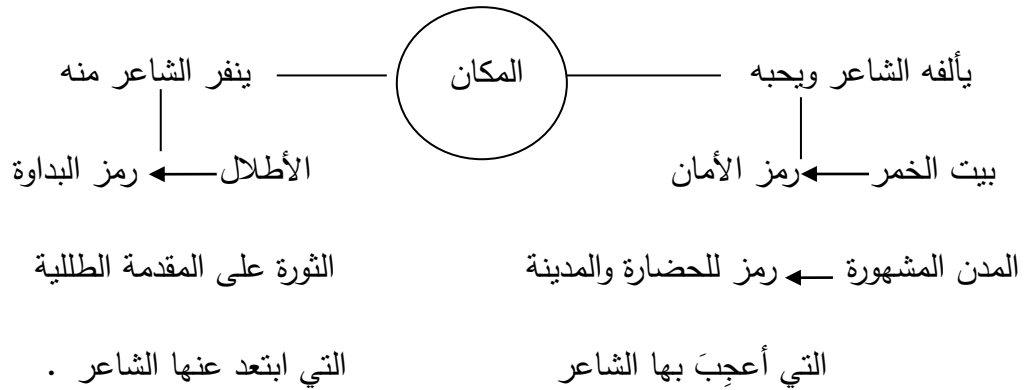 يألفه الشاعر ويحبه المكان ينفر الشاعر منه
بيت الخمر رمز الأمان الأطلال رمز البداوة
المدن المشهورة رمز للحضارة والمدينة الثورة على المقدمة الطللية
التي أعجِبَ بها الشاعر التي ابتعد عنها الشاعر .